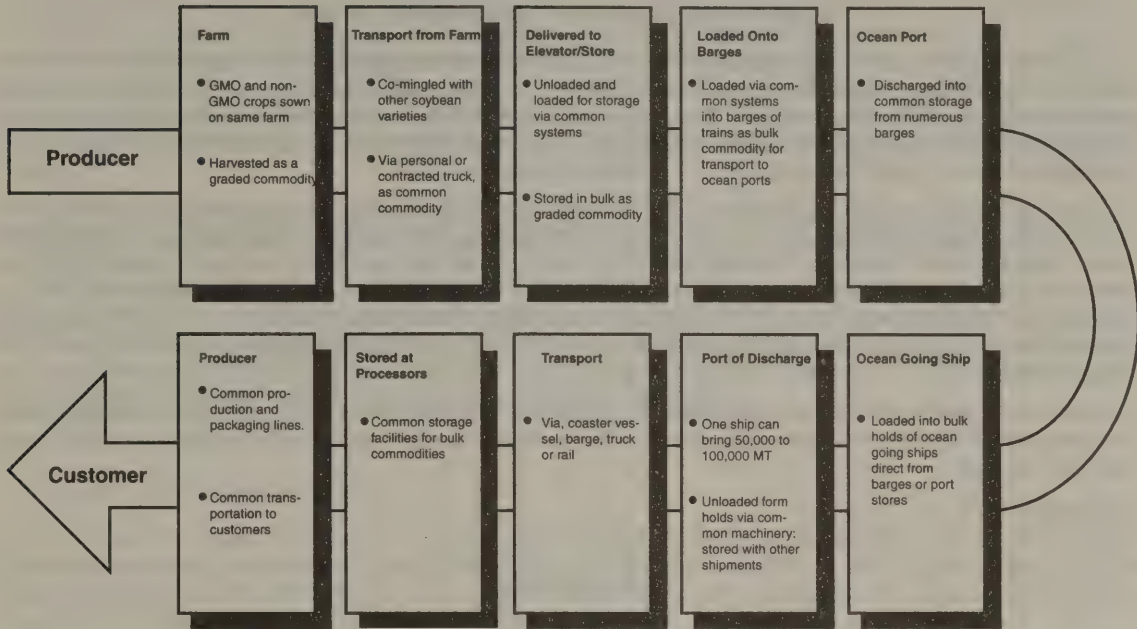 Producer
Farm
● GMO and non-
GMO crops sown
on same farm
● Harvested as a
graded commodity
Transport from Farm
● Co-mingled with
other soybean
varieties
● Via personal or
contracted truck,
as common
commodity
Delivered to
Elevator/Store
● Unloaded and
loaded for storage
via common
systems
● Stored in bulk as
graded commodity
Loaded Onto
Barges
● Loaded via com-
mon systems
into barges of
trains as bulk
commodity for
transport to
ocean ports
Ocean Port
● Discharged into
common storage
from numerous
barges
Ocean Going Ship
● Loaded into bulk
holds of ocean
going ships
direct from
barges or port
stores
Port of Discharge
● One ship can
bring 50,000 to
100,000 MT
● Unloaded form
holds via com-
mon machinery:
stored with other
shipments
Transport
● Via, coaster ves-
sel, barge, truck
or rail
Stored at
Processors
● Common storage
facilities for bulk
commodities
Producer
● Common pro-
duction and
packaging lines.
● Common trans-
portation to
customers
Customer